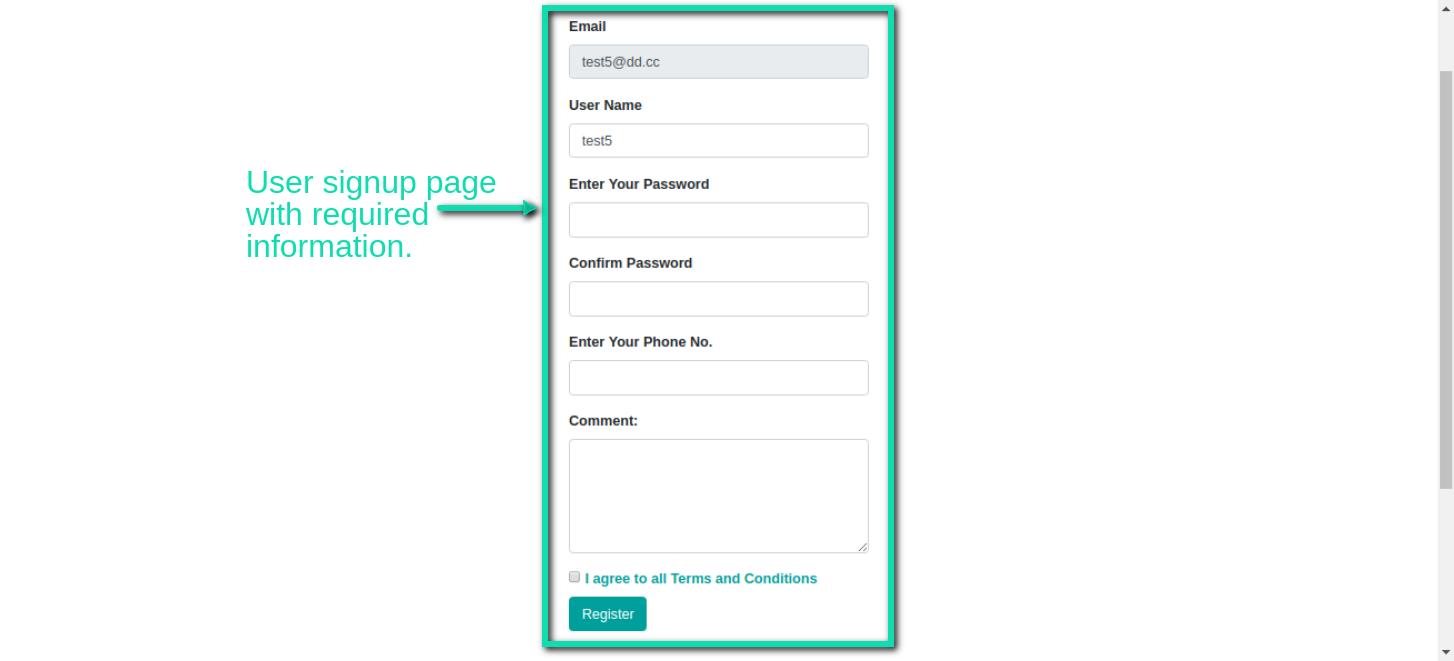 Email
test5@dd.cc
User Name
test5
User signup page
with required
information.
Enter Your Password
Confirm Password
Enter Your Phone No.
Comment:
I agree to all Terms and Conditions
Register